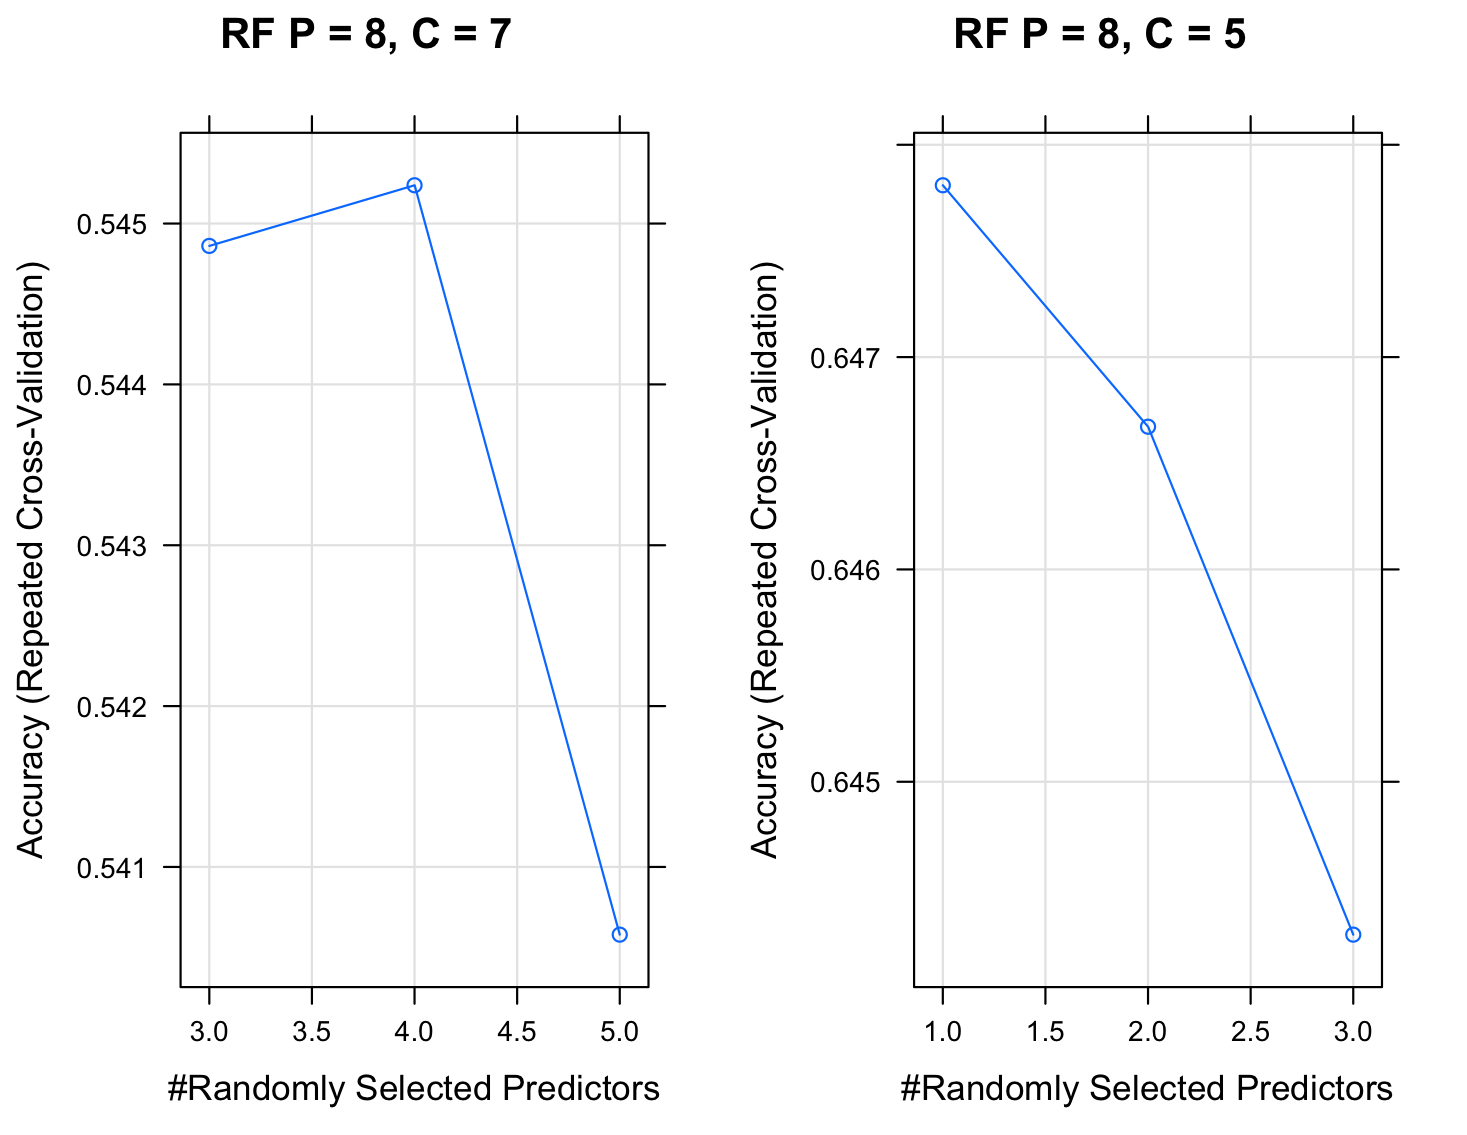 RF P = 8, C = 7
Accuracy (Repeated Cross-Validation)
0.545
0.544
0.543
0.542
0.541
3.0 3.5 4.0 4.5 5.0
#Randomly Selected Predictors
RF P = 8, C = 5
Accuracy (Repeated Cross-Validation)
0.647
0.646
0.645
1.0 1.5 2.0 2.5 3.0
#Randomly Selected Predictors